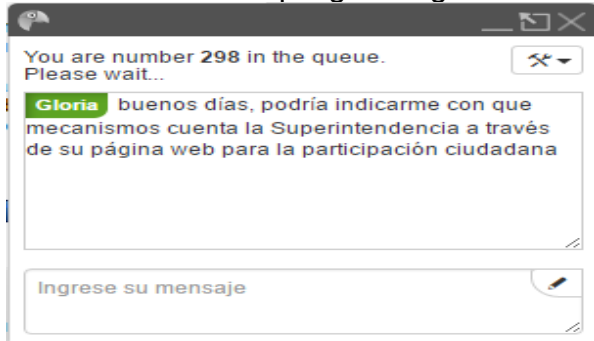 You are number 298 in the queue.
Please wait...
Gloria buenos días, podría indicarme con que
mecanismos cuenta la Superintendencia a través
de su página web para la participación ciudadana
Ingrese su mensaje